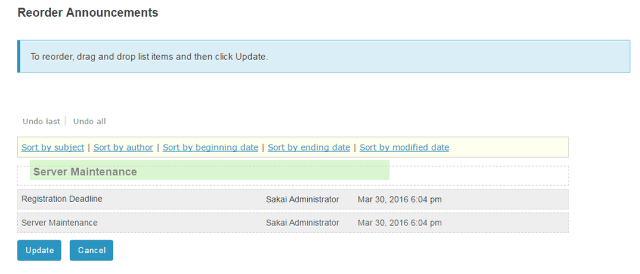 Reorder Announcements
To reorder, drag and drop list items and then click Update.
Undo last | Undo all
Sort by subject | Sort by author | Sort by beginning date | Sort by ending date | Sort by modified date
Server Maintenance
Registration Deadline Sakai Administrator Mar 30, 2016 6:04 pm
Server Maintenance Sakai Administrator Mar 30, 2016 6:04 pm
Update Cancel